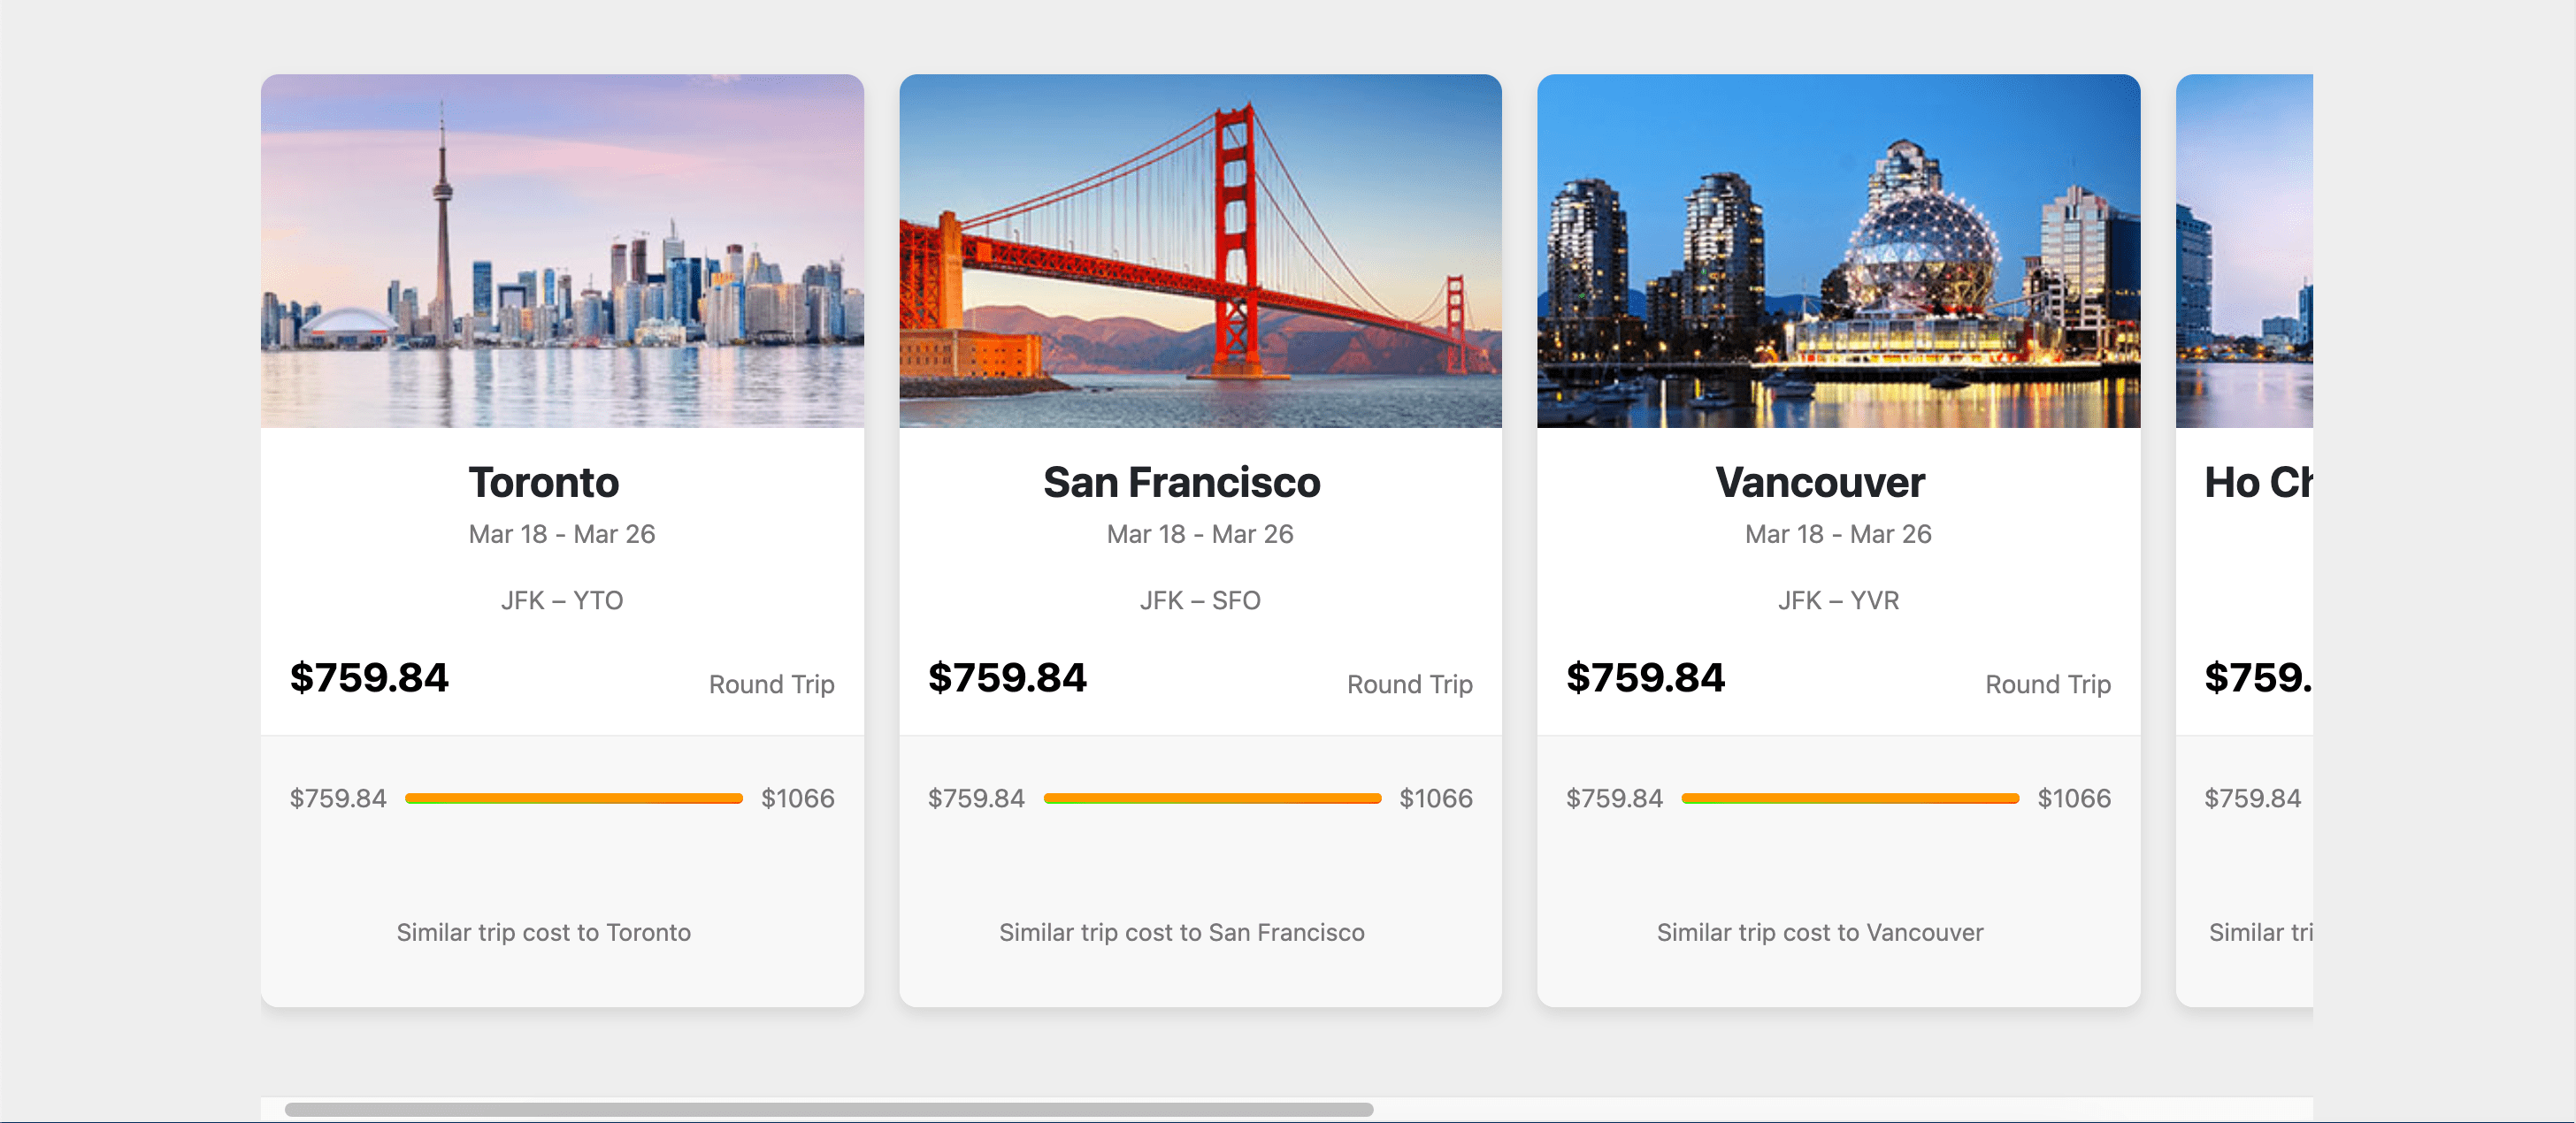 Toronto
Mar 18 - Mar 26
JFK – YTO
$759.84 Round Trip
$759.84 $1066
Similar trip cost to Toronto
San Francisco
Mar 18 - Mar 26
JFK – SFO
$759.84 Round Trip
$759.84 $1066
Similar trip cost to San Francisco
Vancouver
Mar 18 - Mar 26
JFK – YVR
$759.84 Round Trip
$759.84 $1066
Similar trip cost to Vancouver
Ho Ch
$759.
$759.84
Similar tri